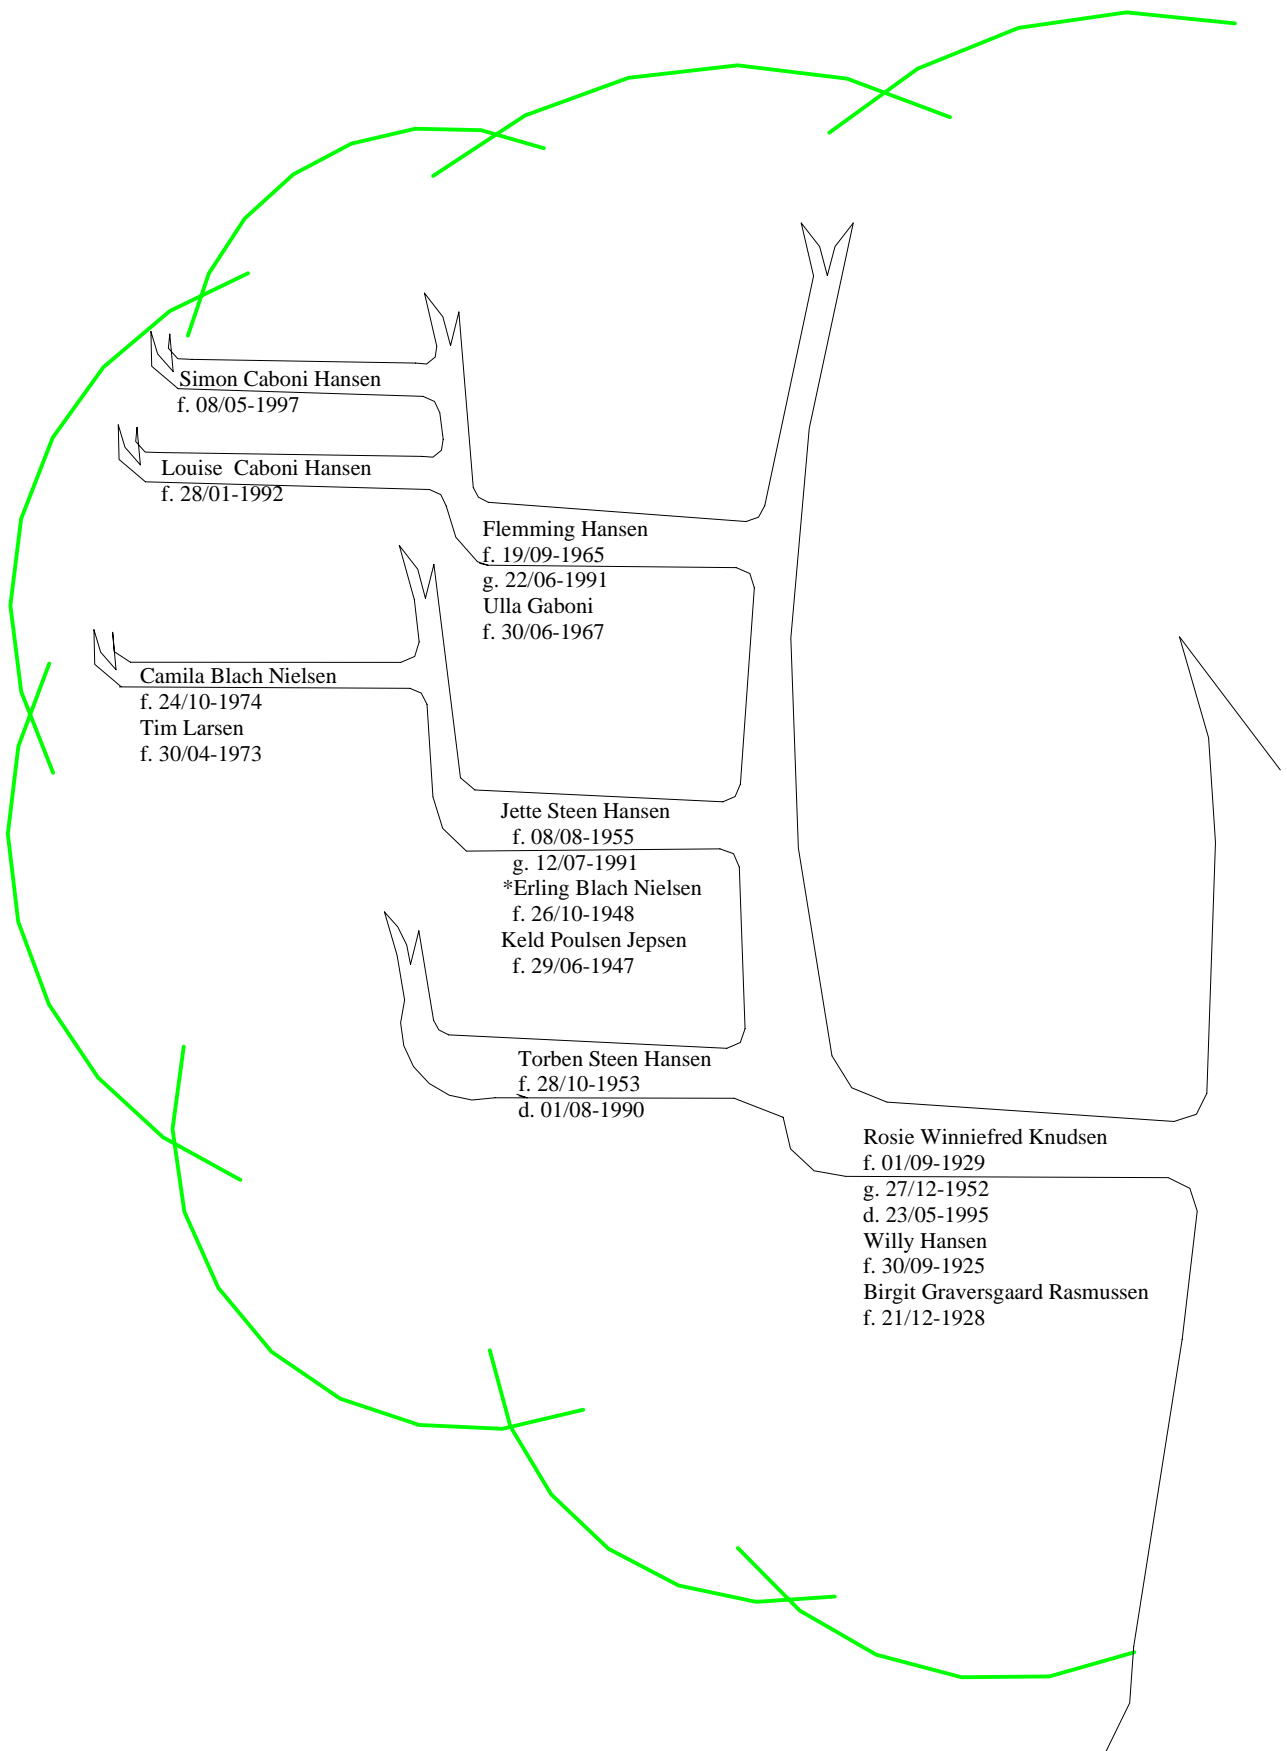 Simon Caboni Hansen
f. 08/05-1997
Louise  Caboni Hansen
f. 28/01-1992
Flemming Hansen
f. 19/09-1965
g. 22/06-1991
Ulla Gaboni
f. 30/06-1967
Camila Blach Nielsen
f. 24/10-1974
Tim Larsen
f. 30/04-1973
Jette Steen Hansen
f. 08/08-1955
g. 12/07-1991
*Erling Blach Nielsen
f. 26/10-1948
Keld Poulsen Jepsen
f. 29/06-1947
Torben Steen Hansen
f. 28/10-1953
d. 01/08-1990
Rosie Winniefred Knudsen
f. 01/09-1929
g. 27/12-1952
d. 23/05-1995
Willy Hansen
f. 30/09-1925
Birgit Graversgaard Rasmussen
f. 21/12-1928